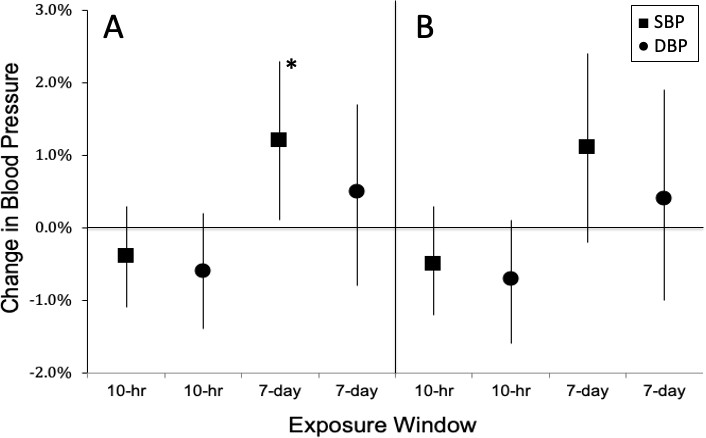 A
B
SBP
DBP
*
Change in Blood Pressure
3.0%
2.0%
1.0%
0.0%
-1.0%
-2.0%
10-hr 10-hr 7-day 7-day 10-hr 10-hr 7-day 7-day
Exposure Window